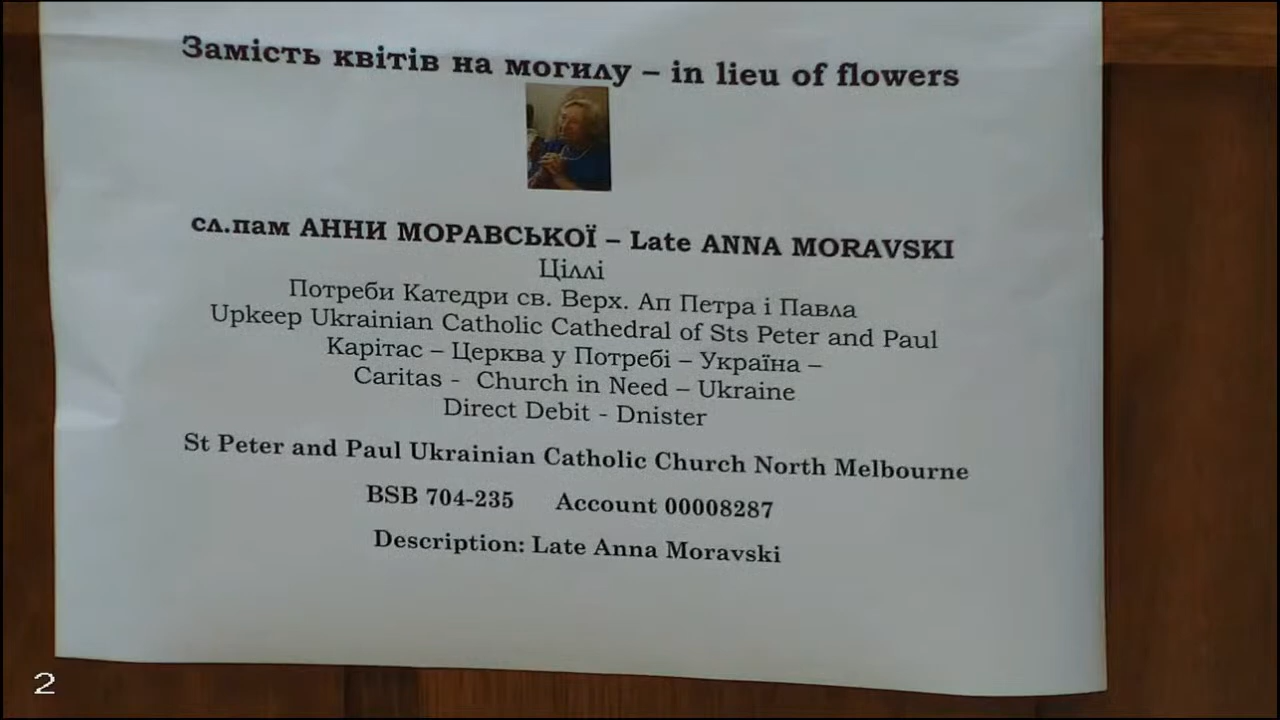 Замість квітів на могилу – in lieu of flowers
сл.пам АННИ МОРАВСЬКОЇ – Late ANNA MORAVSKI
Ціллі
Потреби Катедри св. Верх. Ап Петра і Павла
Upkeep Ukrainian Catholic Cathedral of Sts Peter and Paul
Карітас – Церква у Потребі – Україна –
Caritas - Church in Need – Ukraine
Direct Debit - Dnister
St Peter and Paul Ukrainian Catholic Church North Melbourne
BSB 704-235 Account 00008287
Description: Late Anna Moravski
2